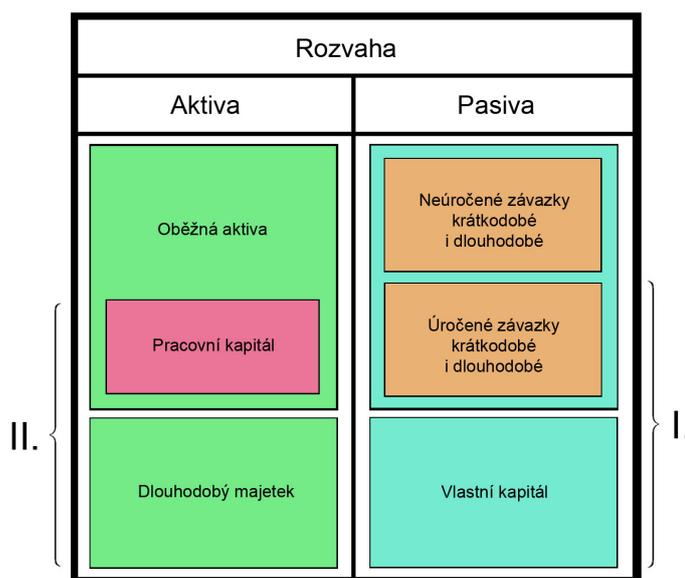 Rozvaha
Aktiva
Pasiva
Oběžná aktiva
Pracovní kapitál
Dlouhodobý majetek
II.
Neúročené závazky
krátkodobé
i dlouhodobé
Úročené závazky
krátkodobé
i dlouhodobé
Vlastní kapitál
I.